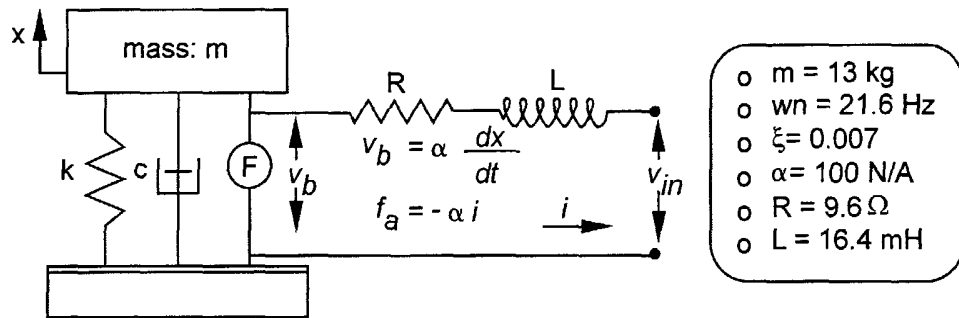 x
mass: m
k
c
F
v_b
R
L
v_b = α dx/dt
f_a = - α i
i
v_in
o m = 13 kg
o wn = 21.6 Hz
o ξ= 0.007
o α= 100 N/A
o R = 9.6 Ω
o L = 16.4 mH